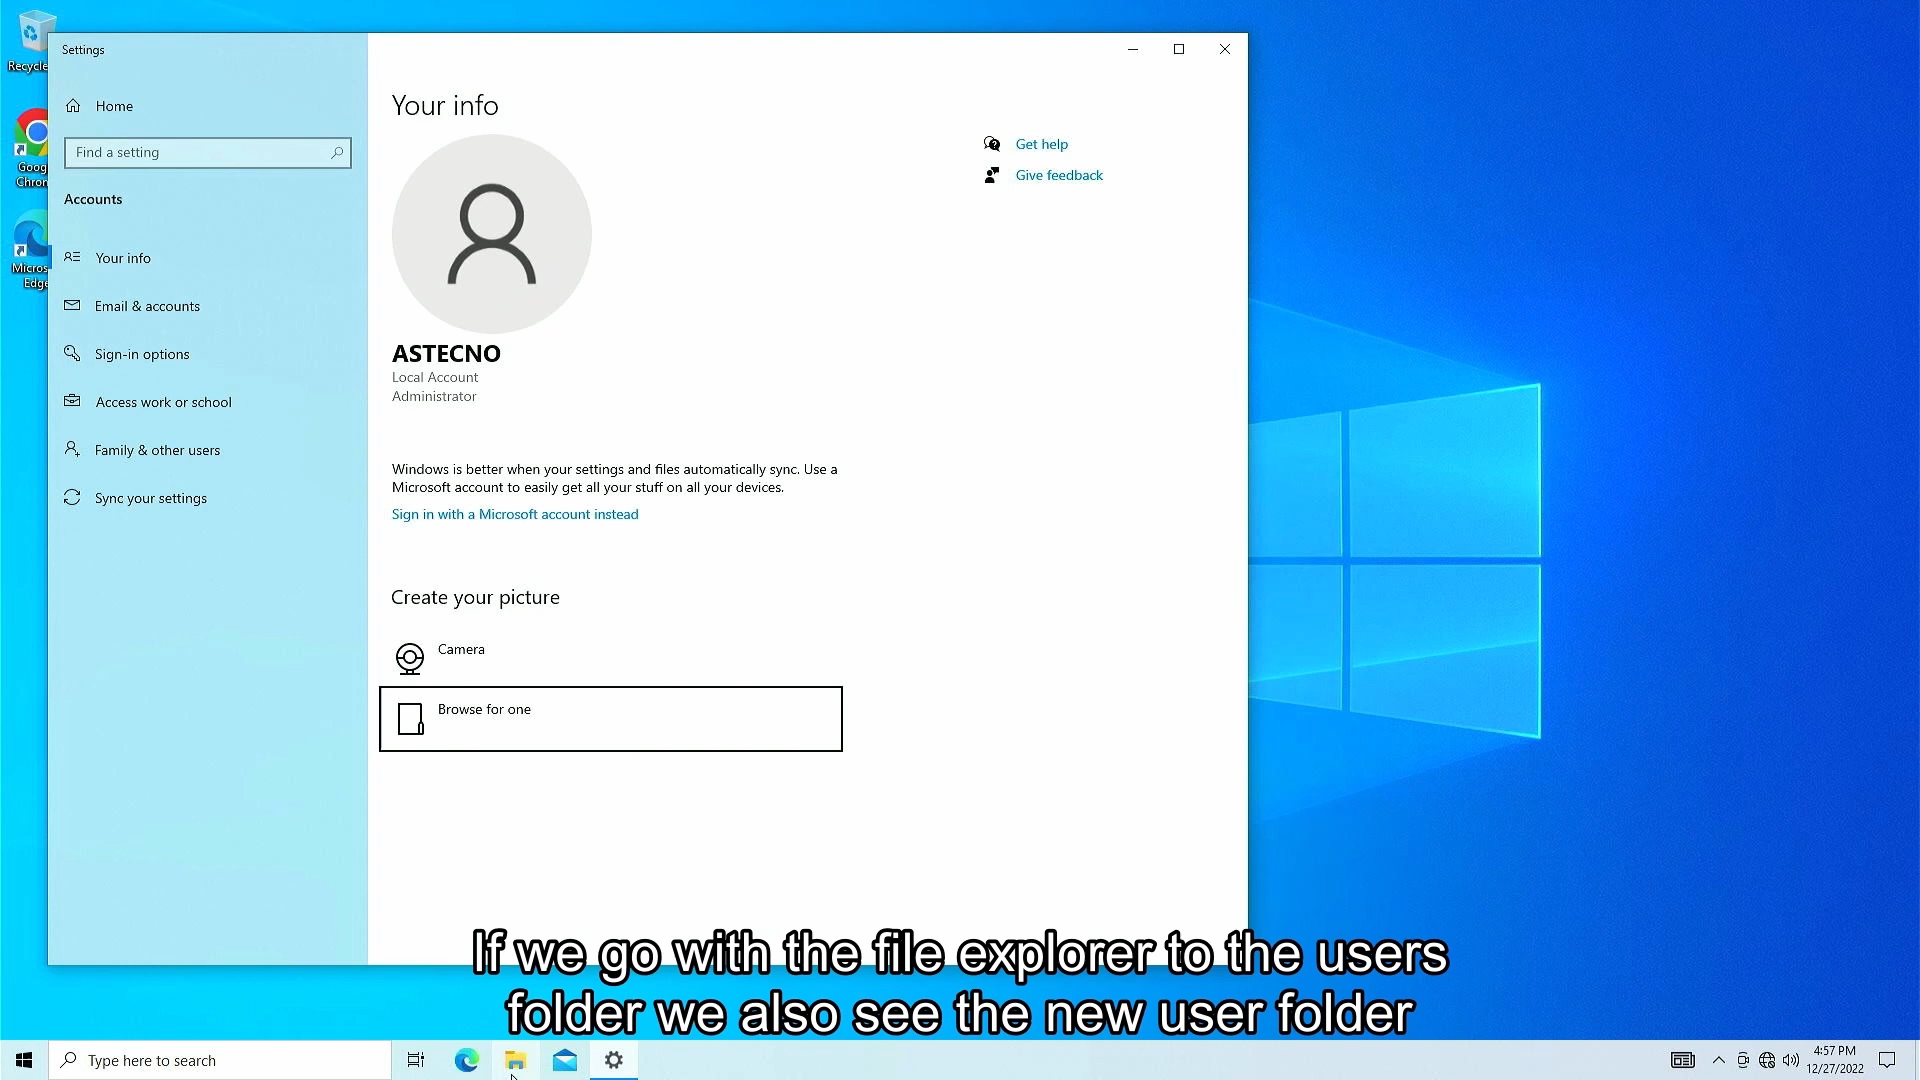 Recycle
Goog
Chron
Micros
Edge
Settings
Home
Find a setting
Accounts
Your info
Email & accounts
Sign-in options
Access work or school
Family & other users
Sync your settings
Your info
Get help
Give feedback
ASTECNO
Local Account
Administrator
Windows is better when your settings and files automatically sync. Use a
Microsoft account to easily get all your stuff on all your devices.
Sign in with a Microsoft account instead
Create your picture
Camera
Browse for one
If we go with the file explorer to the users
folder we also see the new user folder
Type here to search
4:57 PM
12/27/2022